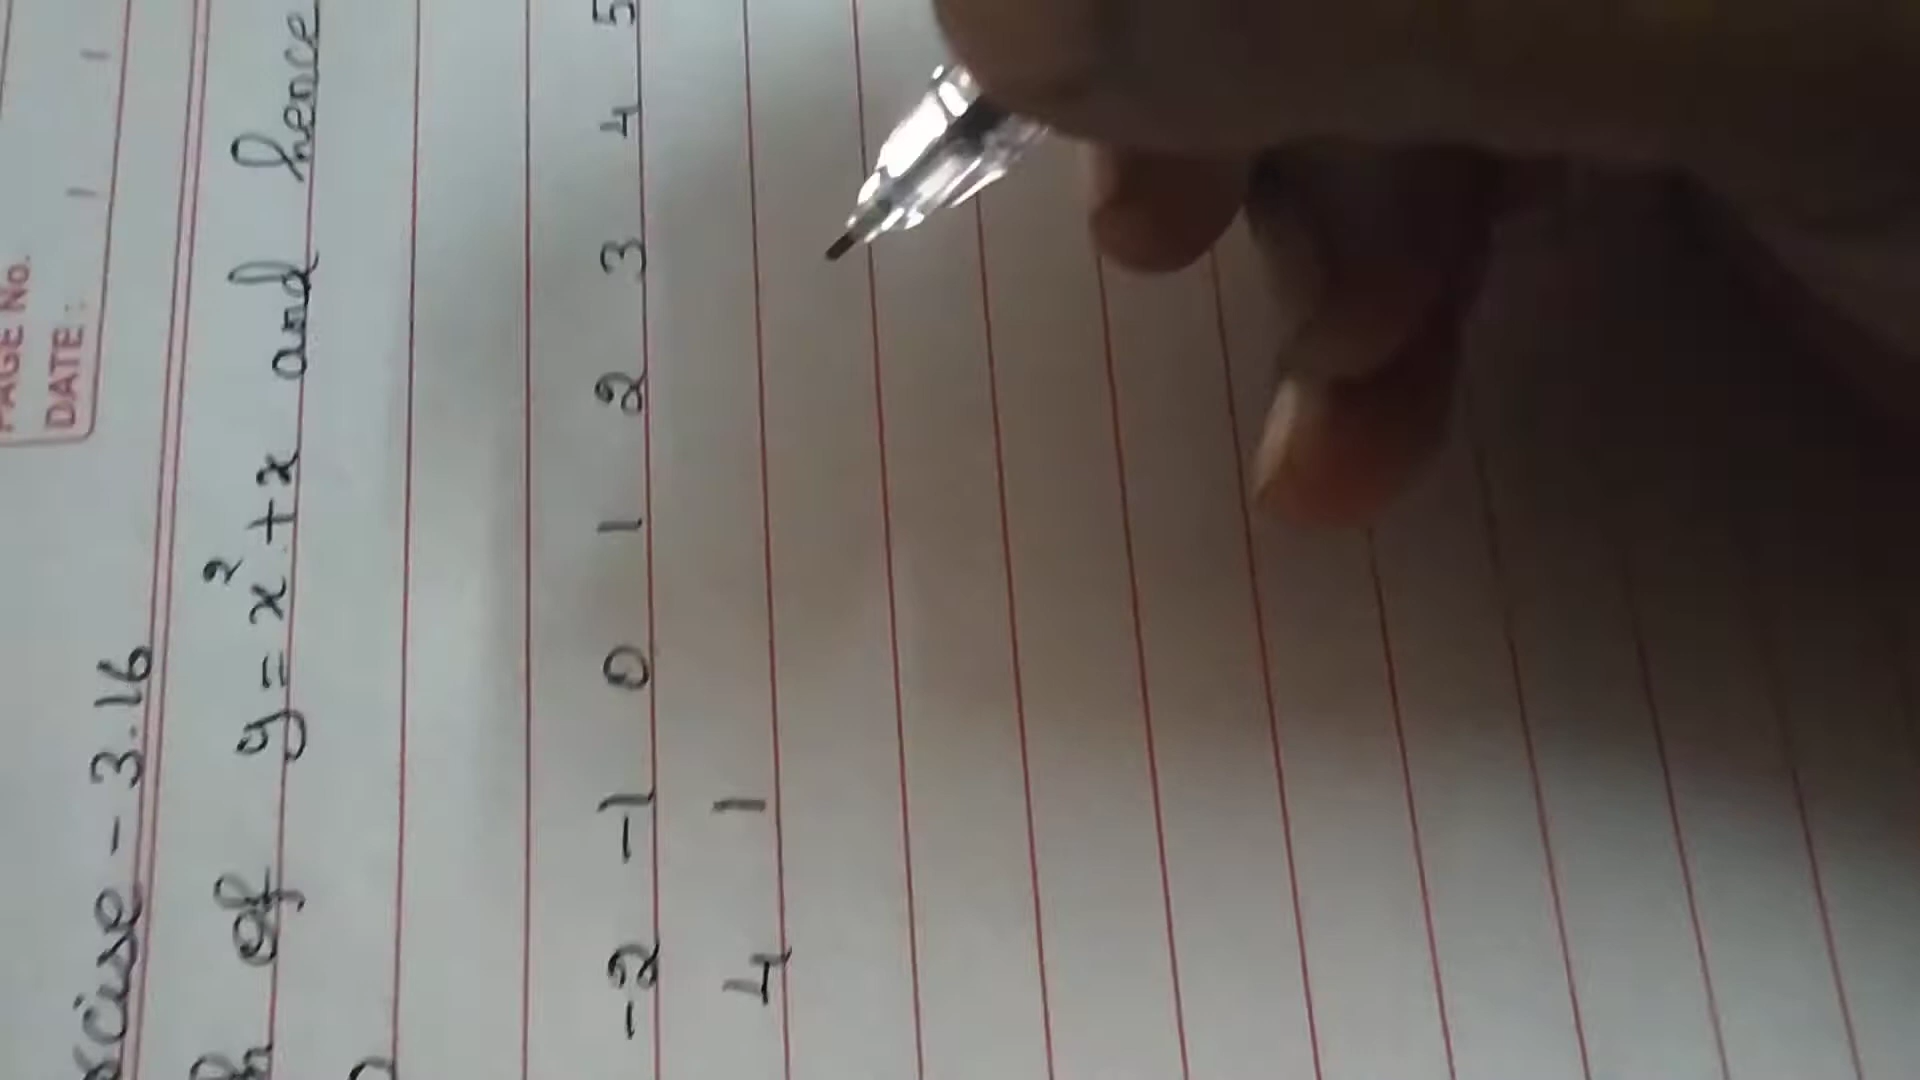 PAGE No.
DATE : / /
ercise - 3.16
h of y = x² + x and hence
-2 -1 0 1 2 3 4 5
4 1